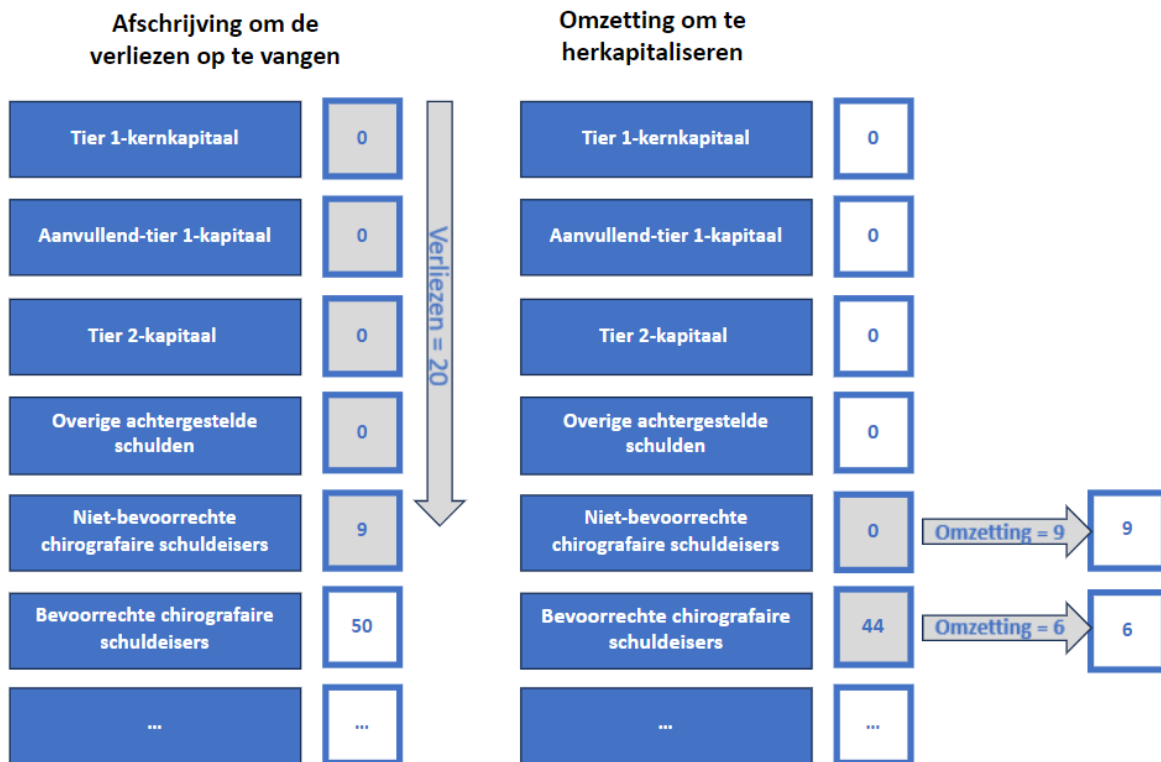 Afschrijving om de
verliezen op te vangen
Omzetting om te
herkapitaliseren
Tier 1-kernkapitaal
0
Tier 1-kernkapitaal
0
Aanvullend-tier 1-kapitaal
0
Aanvullend-tier 1-kapitaal
0
Verliezen = 20
Tier 2-kapitaal
0
Tier 2-kapitaal
0
Overige achtergestelde
schulden
0
Overige achtergestelde
schulden
0
Niet-bevoorrechte
chirografaire schuldeisers
9
Niet-bevoorrechte
chirografaire schuldeisers
0
Omzetting = 9
9
Bevoorrechte chirografaire
schuldeisers
50
Bevoorrechte chirografaire
schuldeisers
44
Omzetting = 6
6
...
...
...
...